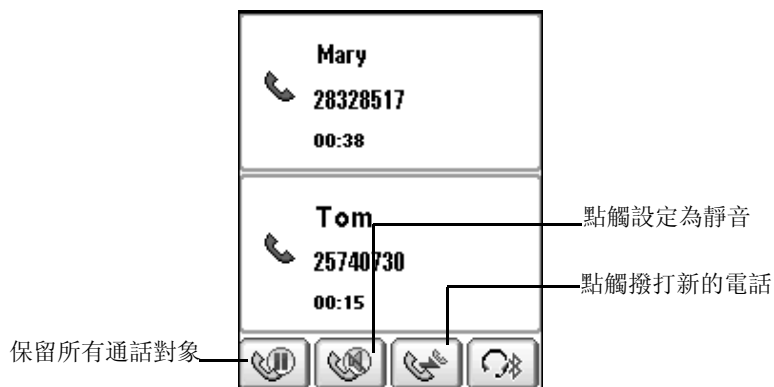 Mary
28328517
00:38
Tom
25740730
00:15
點觸設定為靜音
點觸撥打新的電話
保留所有通話對象